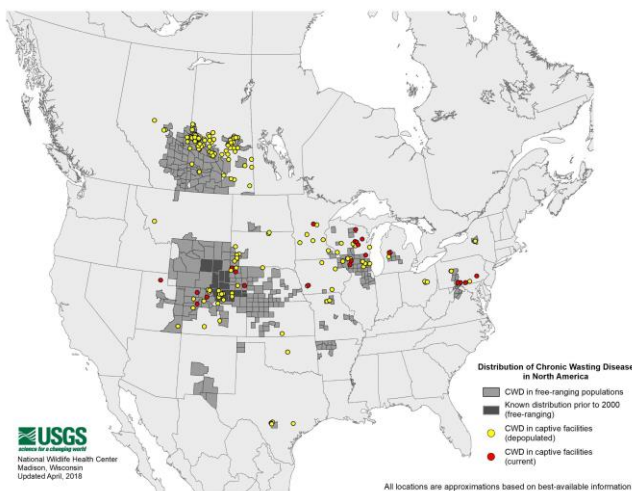 Distribution of Chronic Wasting Disease
in North America
CWD in free-ranging populations
Known distribution prior to 2000
(free-ranging)
CWD in captive facilities
(depopulated)
CWD in captive facilities
(current)
USGS
science for a changing world
National Wildlife Health Center
Madison, Wisconsin
Updated April, 2018
All locations are approximations based on best-available information